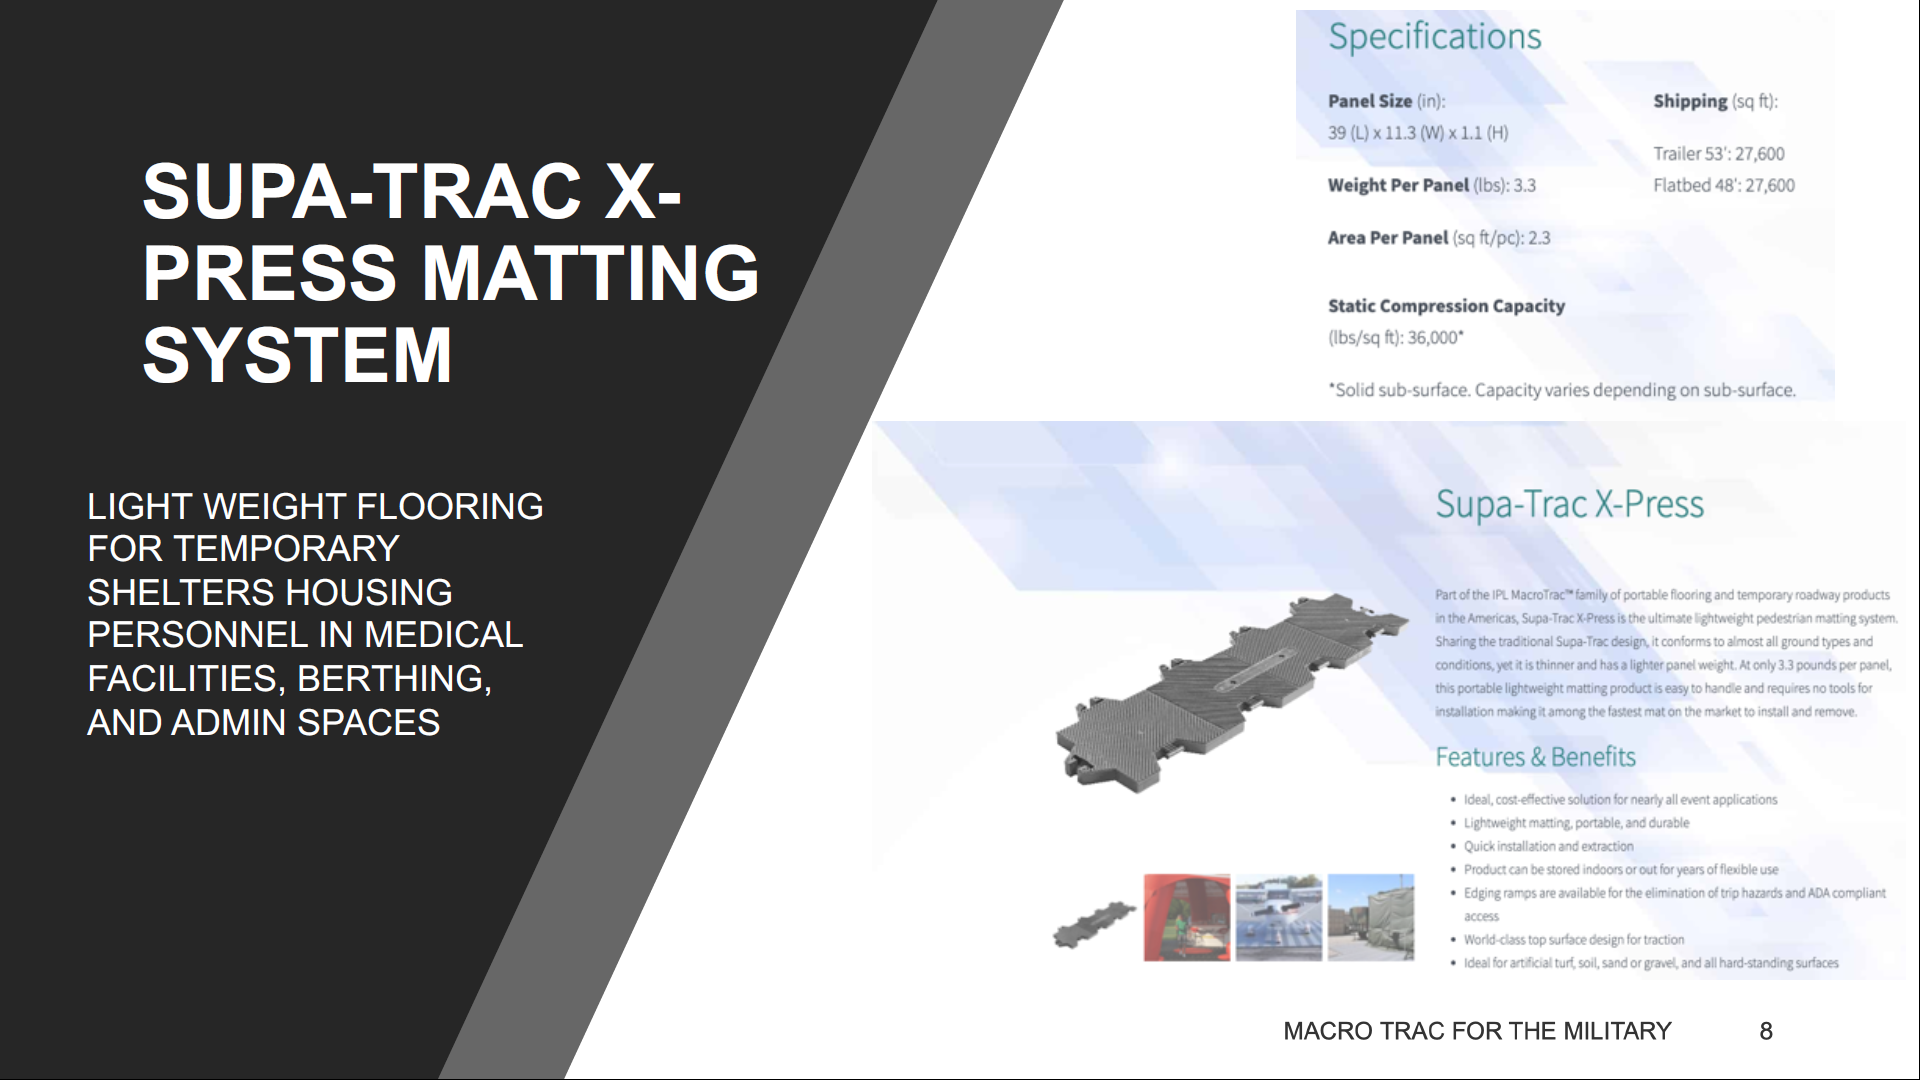 SUPA-TRAC X-
PRESS MATTING
SYSTEM
LIGHT WEIGHT FLOORING
FOR TEMPORARY
SHELTERS HOUSING
PERSONNEL IN MEDICAL
FACILITIES, BERTHING,
AND ADMIN SPACES
Specifications
Panel Size (in):
39 (L) x 11.3 (W) x 1.1 (H)
Weight Per Panel (lbs): 3.3
Area Per Panel (sq ft/pc): 2.3
Static Compression Capacity
(lbs/sq ft): 36,000*
Shipping (sq ft):
Trailer 53': 27,600
Flatbed 48': 27,600
*Solid sub-surface. Capacity varies depending on sub-surface.
Supa-Trac X-Press
Part of the IPL MacroTrac™ family of portable flooring and temporary roadway products
in the Americas, Supa-Trac X-Press is the ultimate lightweight pedestrian matting system.
Sharing the traditional Supa-Trac design, it conforms to almost all ground types and
conditions, yet it is thinner and has a lighter panel weight. At only 3.3 pounds per panel,
this portable lightweight matting product is easy to handle and requires no tools for
installation making it among the fastest mat on the market to install and remove.
Features & Benefits
• Ideal, cost-effective solution for nearly all event applications
• Lightweight matting, portable, and durable
• Quick installation and extraction
• Product can be stored indoors or out for years of flexible use
• Edging ramps are available for the elimination of trip hazards and ADA compliant
access
• World-class top surface design for traction
• Ideal for artificial turf, soil, sand or gravel, and all hard-standing surfaces
MACRO TRAC FOR THE MILITARY
8